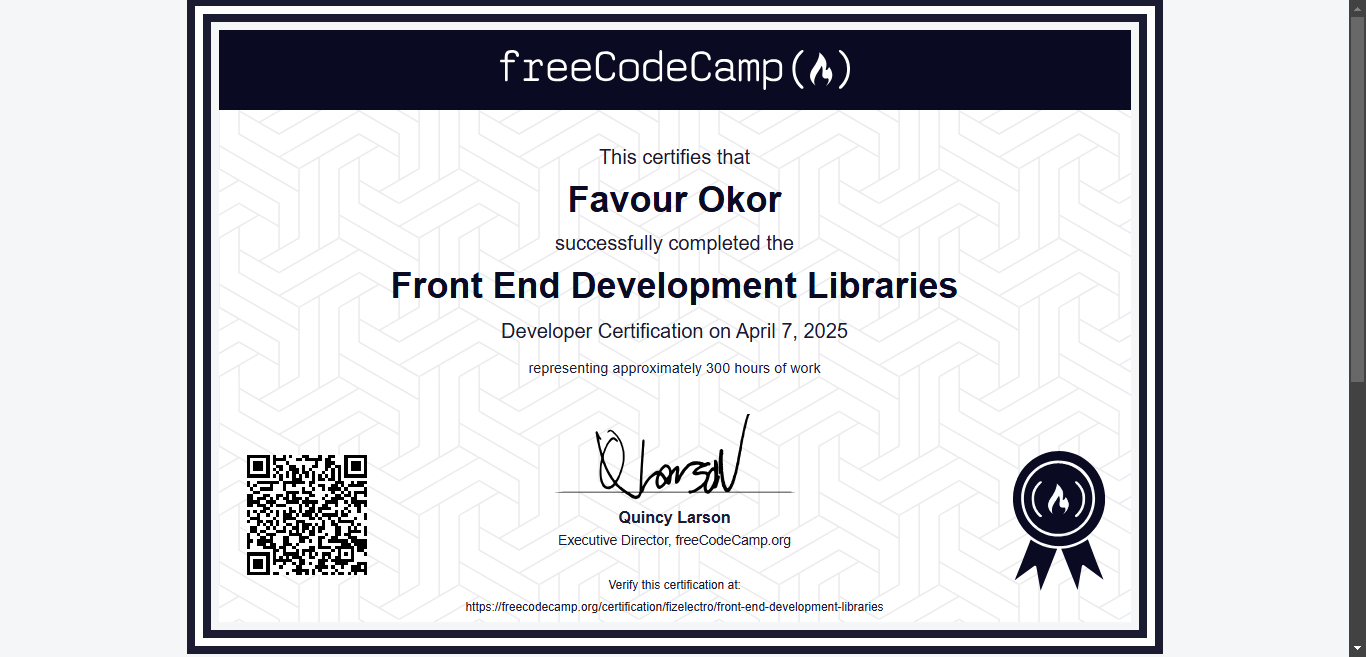 freeCodeCamp
This certifies that
Favour Okor
successfully completed the
Front End Development Libraries
Developer Certification on April 7, 2025
representing approximately 300 hours of work
Quincy Larson
Executive Director, freeCodeCamp.org
Verify this certification at:
https://freecodecamp.org/certification/fizelectro/front-end-development-libraries